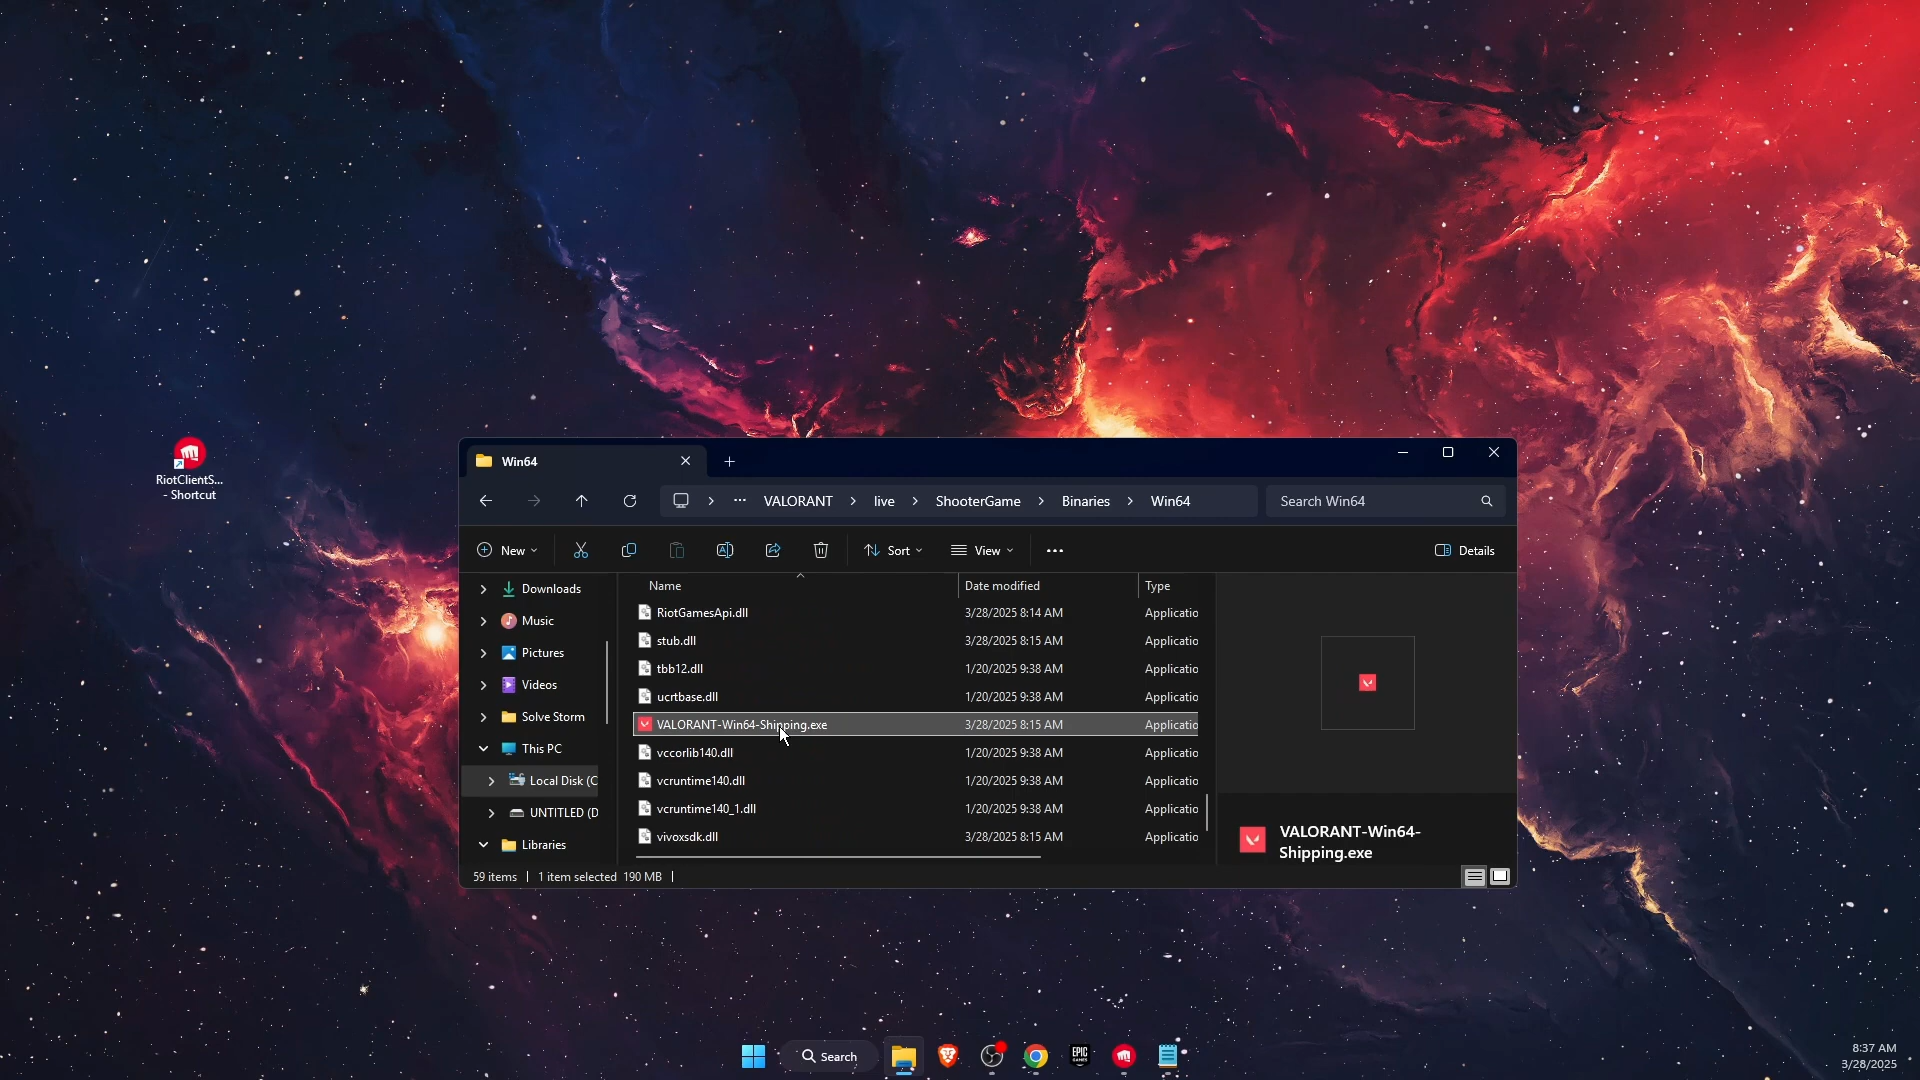 RiotClientS...
- Shortcut
Win64
VALORANT
live
ShooterGame
Binaries
Win64
Search Win64
New
Sort
View
Details
Downloads
Music
Pictures
Videos
Solve Storm
This PC
Local Disk (C
UNTITLED (D
Libraries
Name Date modified Type
RiotGamesApi.dll 3/28/2025 8:14 AM Applicatio
stub.dll 3/28/2025 8:15 AM Applicatio
tbb12.dll 1/20/2025 9:38 AM Applicatio
ucrtbase.dll 1/20/2025 9:38 AM Applicatio
VALORANT-Win64-Shipping.exe 3/28/2025 8:15 AM Applicatio
vccorlib140.dll 1/20/2025 9:38 AM Applicatio
vcruntime140.dll 1/20/2025 9:38 AM Applicatio
vcruntime140_1.dll 1/20/2025 9:38 AM Applicatio
vivoxsdk.dll 3/28/2025 8:15 AM Applicatio
VALORANT-Win64-
Shipping.exe
59 items 1 item selected 190 MB
Search
EPIC
GAMES
8:37 AM
3/28/2025